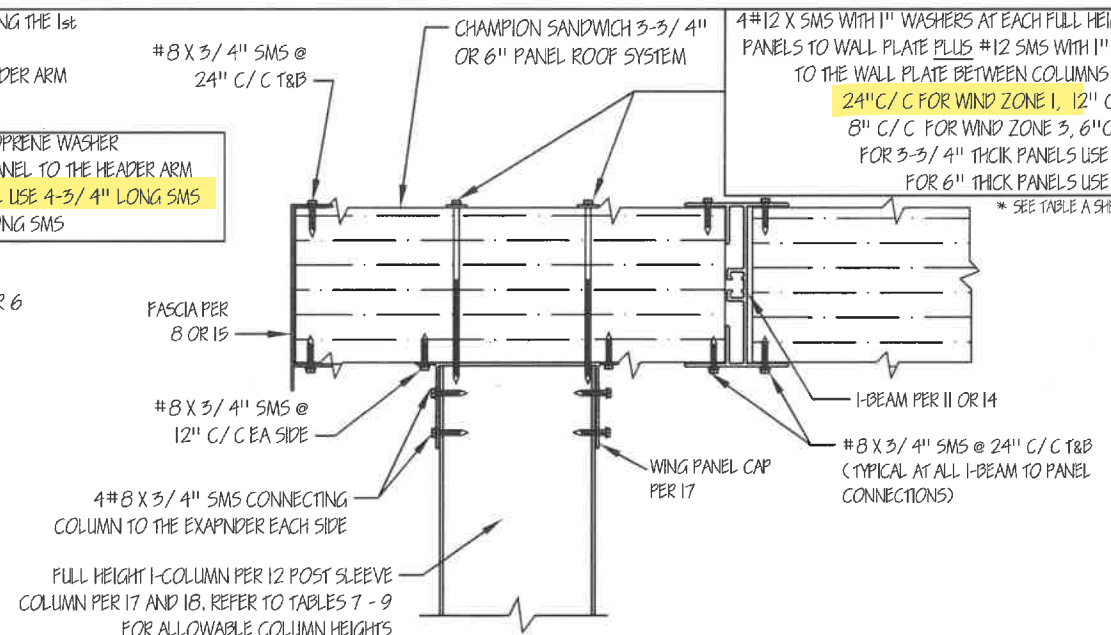 NG THE 1st
DER ARM
PRENE WASHER
ANEL TO THE HEADER ARM
USE 4-3/4" LONG SMS
NG SMS
R 6
#8 X 3/4" SMS @
24" C/C T&B
CHAMPION SANDWICH 3-3/4"
OR 6" PANEL ROOF SYSTEM
4#12 X SMS WITH 1" WASHERS AT EACH FULL HEI
PANELS TO WALL PLATE PLUS #12 SMS WITH 1"
TO THE WALL PLATE BETWEEN COLUMNS
24"C/C FOR WIND ZONE 1, 12" C
8" C/C FOR WIND ZONE 3, 6"C
FOR 3-3/4" THCIK PANELS USE
FOR 6" THICK PANELS USE
* SEE TABLE A SHE
FASCIA PER
8 OR 15
#8 X 3/4" SMS @
12" C/C EA SIDE
4#8 X 3/4" SMS CONNECTING
COLUMN TO THE EXAPNDER EACH SIDE
FULL HEIGHT I-COLUMN PER 12 POST SLEEVE
COLUMN PER 17 AND 18. REFER TO TABLES 7 - 9
FOR ALLOWABLE COLUMN HEIGHTS
WING PANEL CAP
PER 17
I-BEAM PER 11 OR 14
#8 X 3/4" SMS @ 24" C/C T&B
(TYPICAL AT ALL I-BEAM TO PANEL
CONNECTIONS)